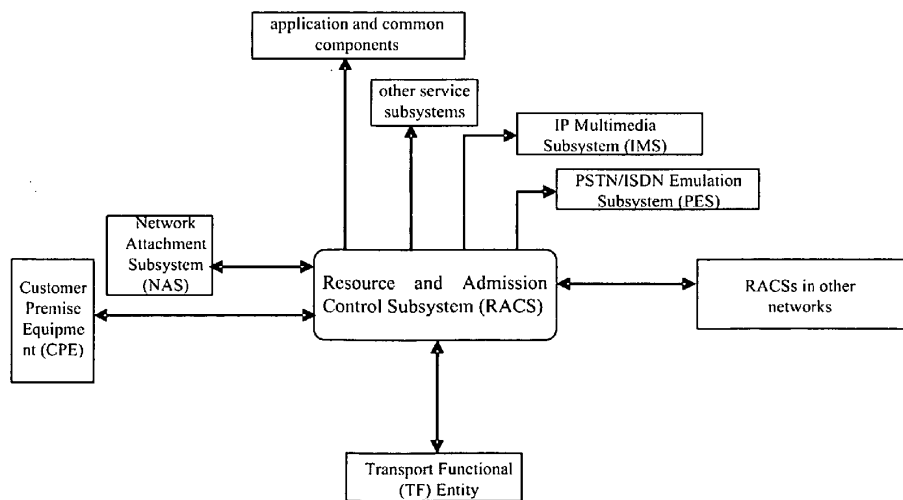 application and common
components
other service
subsystems
IP Multimedia
Subsystem (IMS)
PSTN/ISDN Emulation
Subsystem (PES)
Network
Attachment
Subsystem
(NAS)
Customer
Premise
Equipme
nt (CPE)
Resource and Admission
Control Subsystem (RACS)
RACSs in other
networks
Transport Functional
(TF) Entity